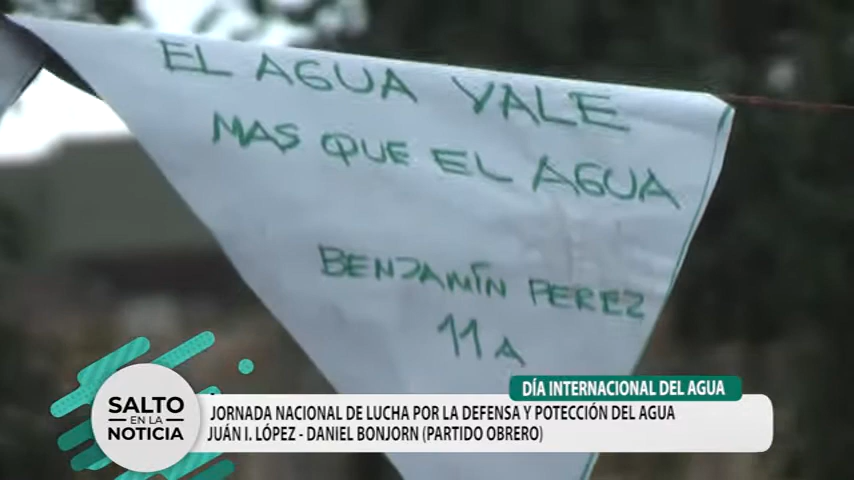 EL AGUA VALE
MAS QUE EL AGUA
BENJAMÍN PEREZ
11 A
DÍA INTERNACIONAL DEL AGUA
SALTO
EN LA
NOTICIA
JORNADA NACIONAL DE LUCHA POR LA DEFENSA Y POTECCIÓN DEL AGUA
JUÁN I. LÓPEZ - DANIEL BONJORN (PARTIDO OBRERO)